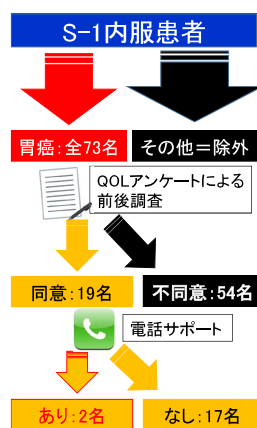 S-1内服患者
胃癌：全73名
その他＝除外
QOLアンケートによる
前後調査
同意：19名
不同意：54名
電話サポート
あり：2名
なし：17名